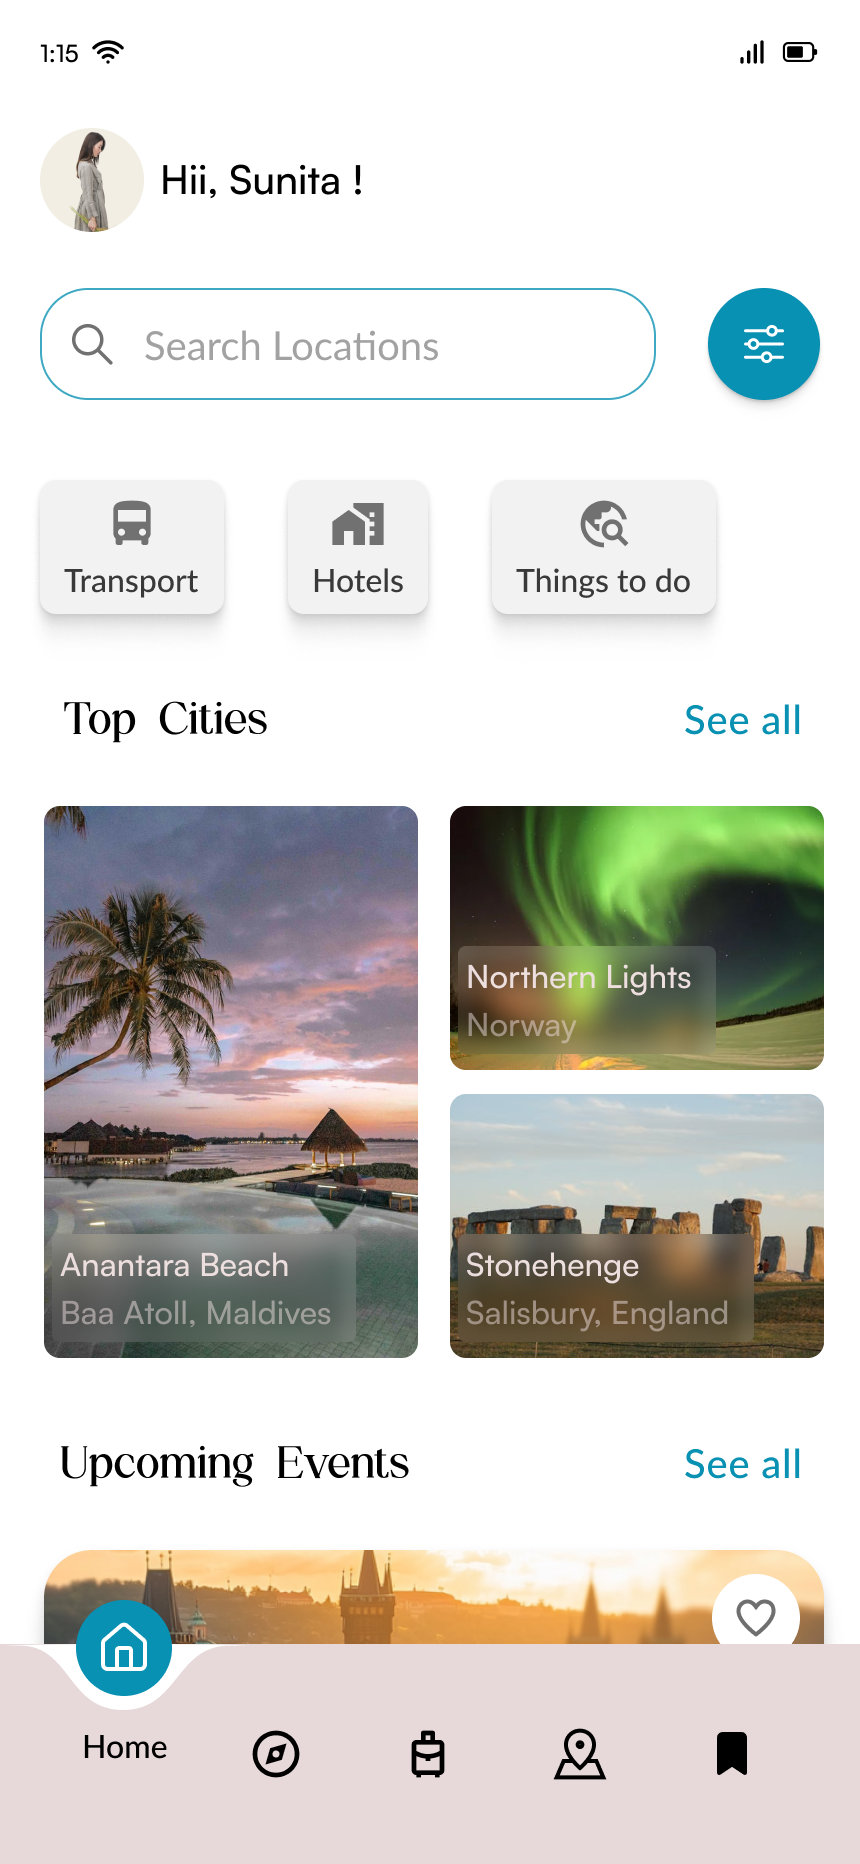 1:15
Hii, Sunita !
Search Locations
Transport
Hotels
Things to do
Top Cities
See all
Northern Lights
Norway
Anantara Beach
Baa Atoll, Maldives
Stonehenge
Salisbury, England
Upcoming Events
See all
Home